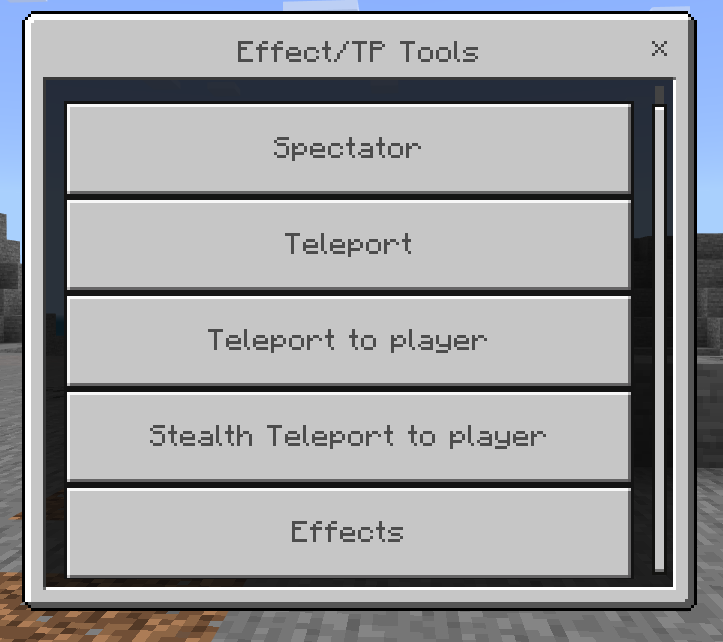 Effect/TP Tools
Spectator
Teleport
Teleport to player
Stealth Teleport to player
Effects